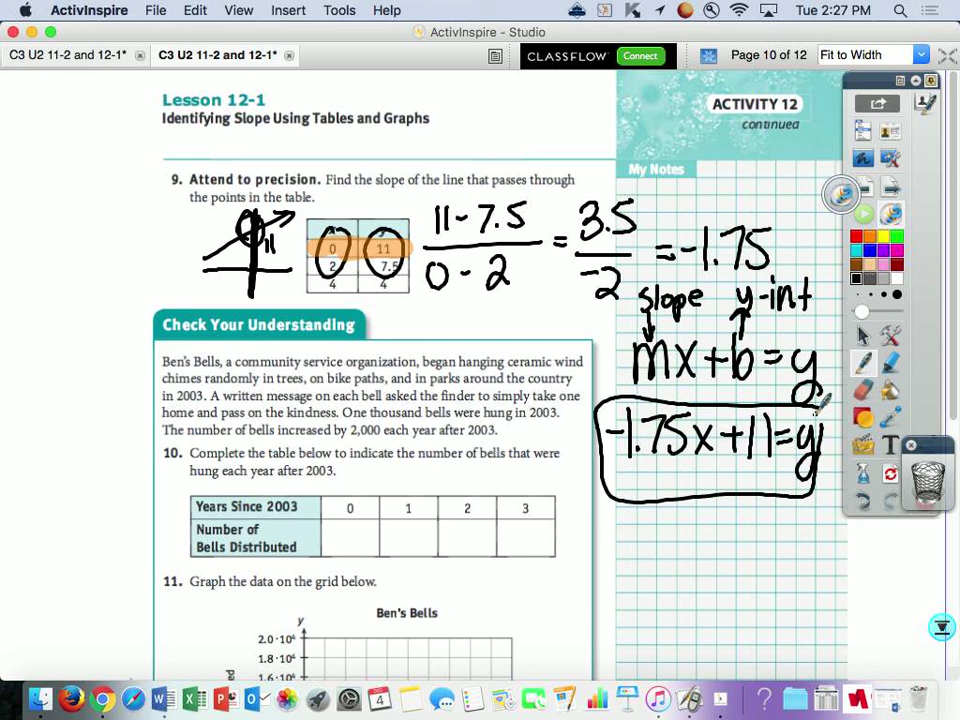 ActivInspire File Edit View Insert Tools Help Tue 2:27 PM
ActivInspire - Studio
C3 U2 11-2 and 12-1* C3 U2 11-2 and 12-1* CLASSFLOW Connect Page 10 of 12 Fit to Width
Lesson 12-1
Identifying Slope Using Tables and Graphs
ACTIVITY 12
continued
My Notes
9. Attend to precision. Find the slope of the line that passes through
the points in the table.
11
0 11
2 7.5
4 4
11 - 7.5 / 0 - 2 = 3.5 / -2 = -1.75
slope y-int
mx+b=y
-1.75x+11=y
Check Your Understanding
Ben's Bells, a community service organization, began hanging ceramic wind
chimes randomly in trees, on bike paths, and in parks around the country
in 2003. A written message on each bell asked the finder to simply take one
home and pass on the kindness. One thousand bells were hung in 2003.
The number of bells increased by 2,000 each year after 2003.
10. Complete the table below to indicate the number of bells that were
hung each year after 2003.
Years Since 2003 0 1 2 3
Number of
Bells Distributed
11. Graph the data on the grid below.
Ben's Bells
y
2.0·10⁶
1.8·10⁶